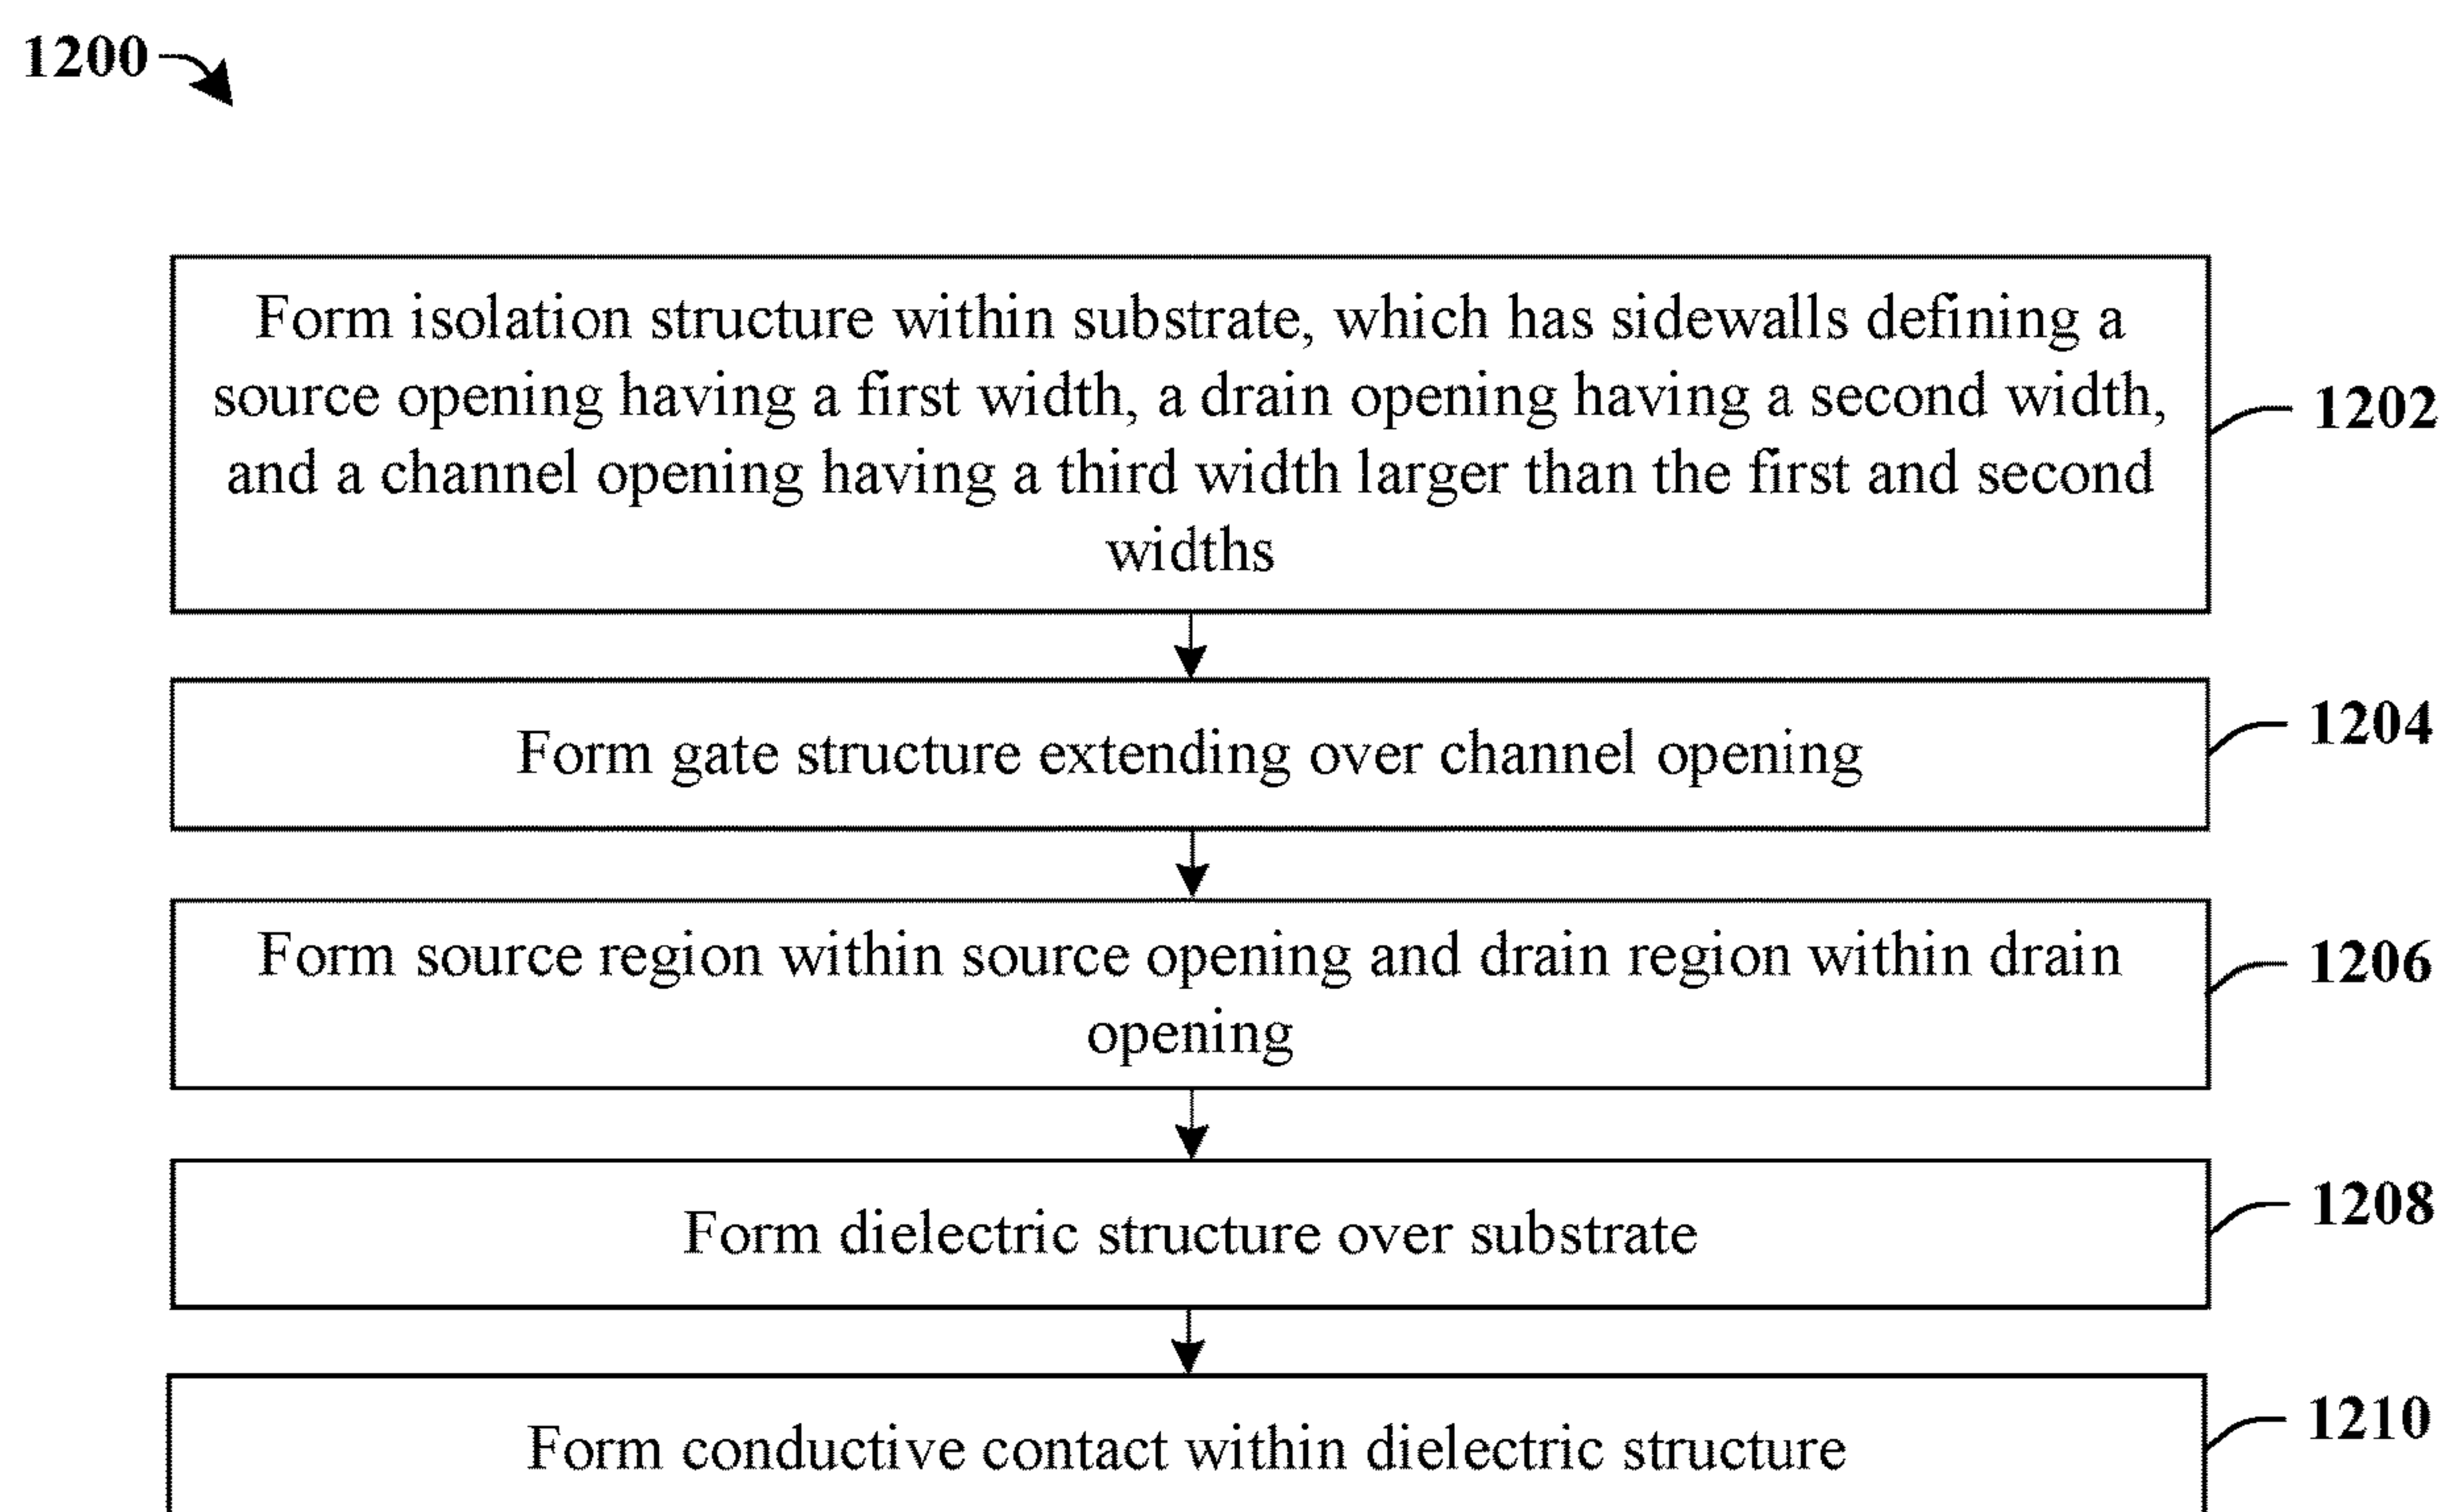 1200
Form isolation structure within substrate, which has sidewalls defining a
source opening having a first width, a drain opening having a second width,
and a channel opening having a third width larger than the first and second
widths
1202
Form gate structure extending over channel opening
1204
Form source region within source opening and drain region within drain
opening
1206
Form dielectric structure over substrate
1208
Form conductive contact within dielectric structure
1210